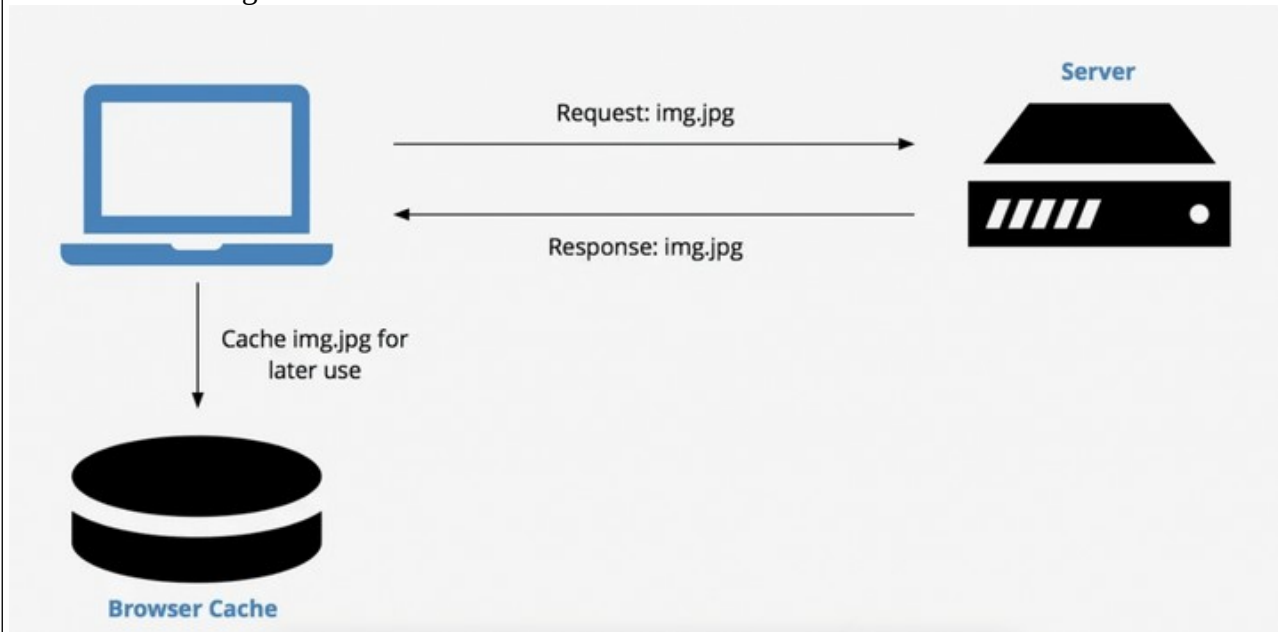 Server
Request: img.jpg
Response: img.jpg
Cache img.jpg for
later use
Browser Cache